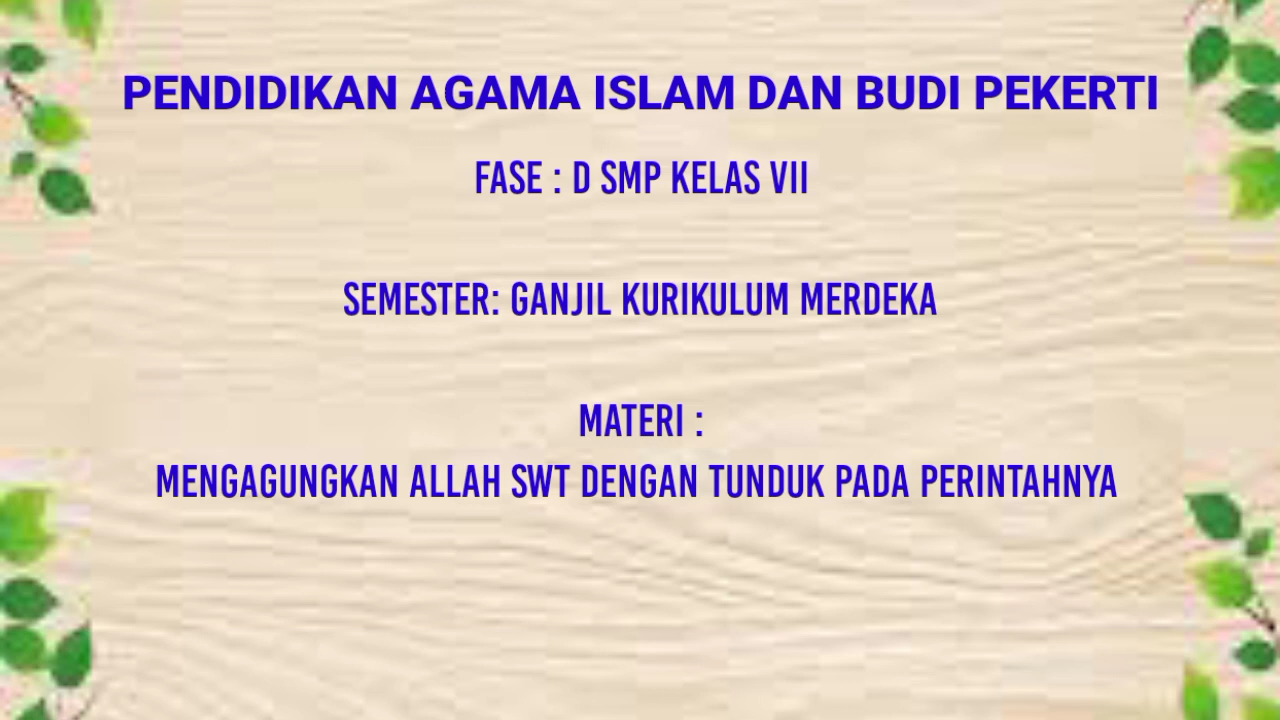 PENDIDIKAN AGAMA ISLAM DAN BUDI PEKERTI
FASE : D SMP KELAS VII
SEMESTER: GANJIL KURIKULUM MERDEKA
MATERI :
MENGAGUNGKAN ALLAH SWT DENGAN TUNDUK PADA PERINTAHNYA